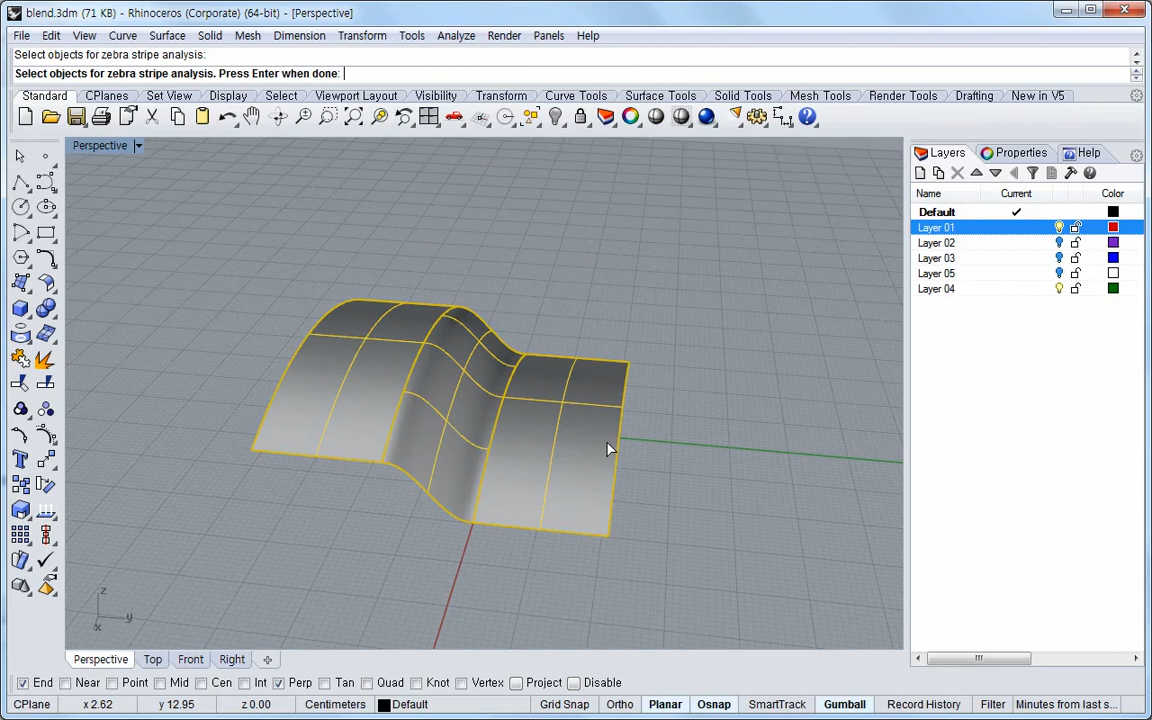 blend.3dm (71 KB) - Rhinoceros (Corporate) (64-bit) - [Perspective]
File Edit View Curve Surface Solid Mesh Dimension Transform Tools Analyze Render Panels Help
Select objects for zebra stripe analysis:
Select objects for zebra stripe analysis. Press Enter when done:
Standard CPlanes Set View Display Select Viewport Layout Visibility Transform Curve Tools Surface Tools Solid Tools Mesh Tools Render Tools Drafting New in V5
Perspective
Layers Properties Help
Name Current Color
Default
Layer 01
Layer 02
Layer 03
Layer 05
Layer 04
z
y
x
Perspective Top Front Right
End Near Point Mid Cen Int Perp Tan Quad Knot Vertex Project Disable
CPlane x 2.62 y 12.95 z 0.00 Centimeters Default Grid Snap Ortho Planar Osnap SmartTrack Gumball Record History Filter Minutes from last s...